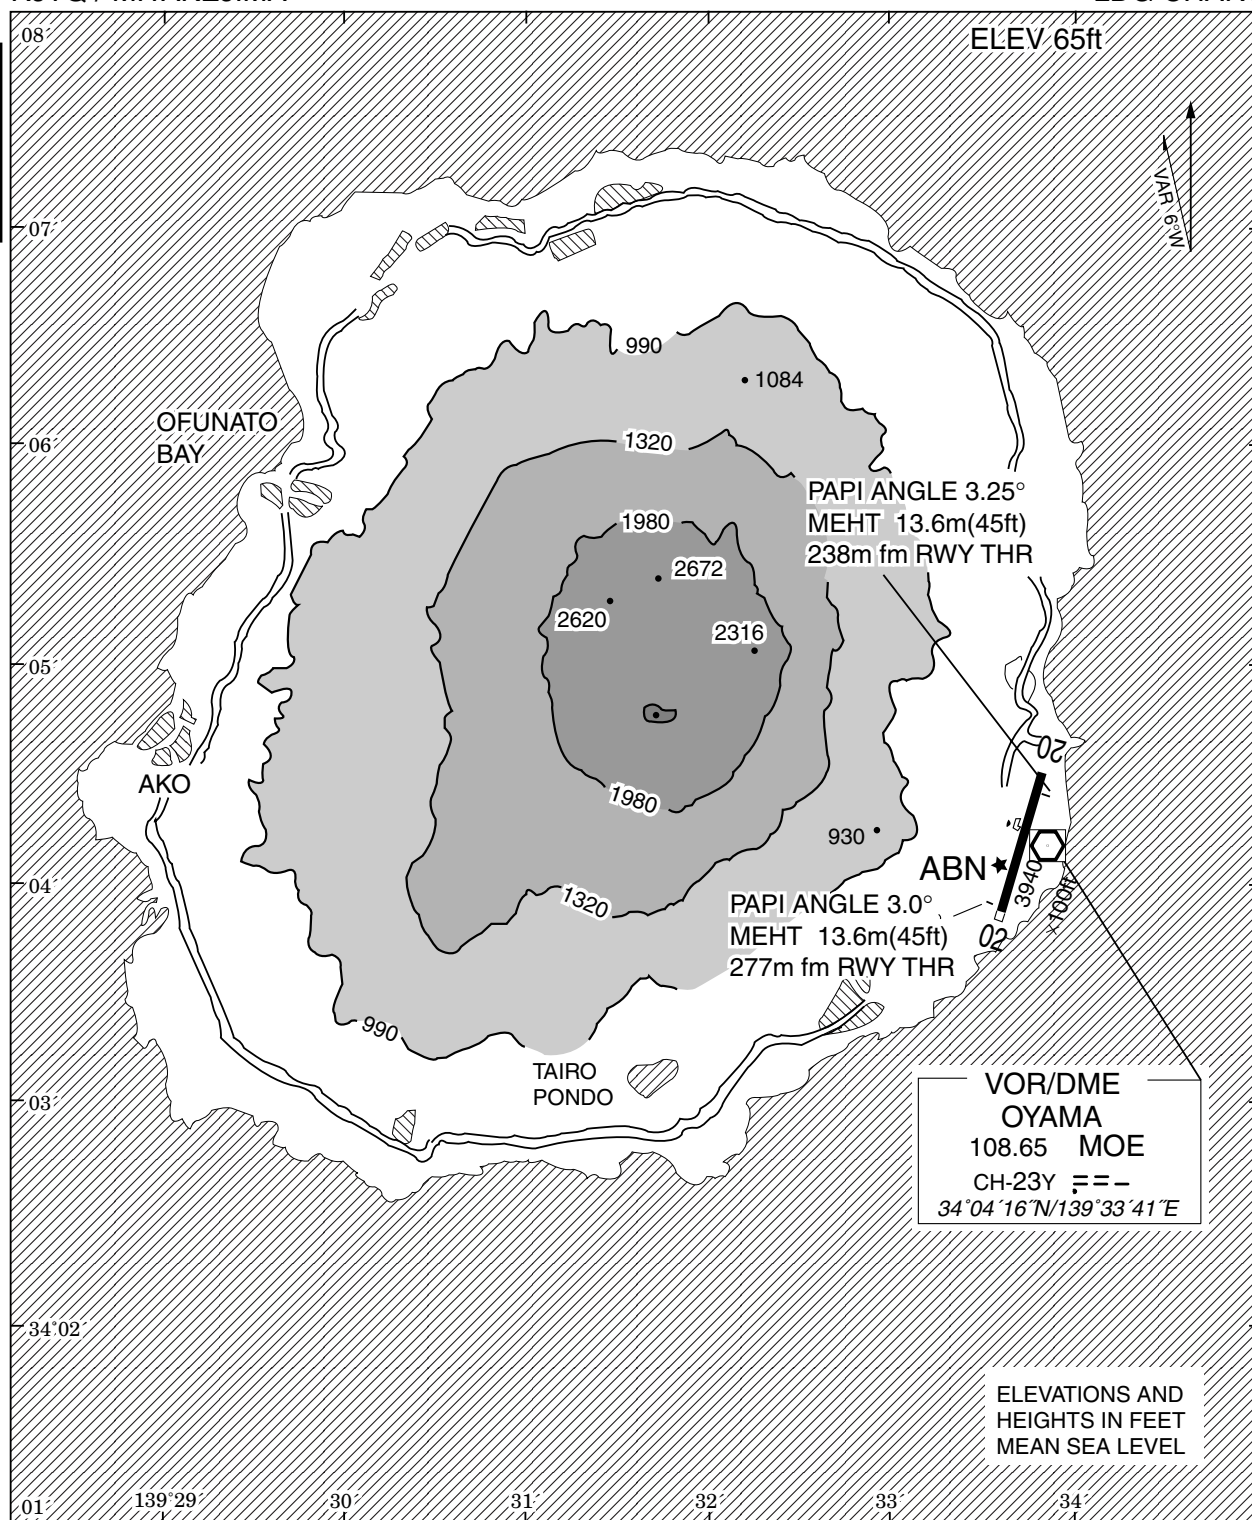 ELEV 65ft
08´
VAR 6°W
07´
990
1084
OFUNATO
BAY
06´
1320
PAPI ANGLE 3.25°
MEHT 13.6m(45ft)
238m fm RWY THR
1980
2672
2620
2316
05´
20
AKO
1980
930
ABN
3940
×100ft
04´
1320
PAPI ANGLE 3.0°
MEHT 13.6m(45ft)
277m fm RWY THR
02
990
TAIRO
PONDO
03´
VOR/DME
OYAMA
108.65 MOE
CH-23Y
34°04´16˝N/139°33´41˝E
34°02´
ELEVATIONS AND
HEIGHTS IN FEET
MEAN SEA LEVEL
01´
139°29´ 30´ 31´ 32´ 33´ 34´